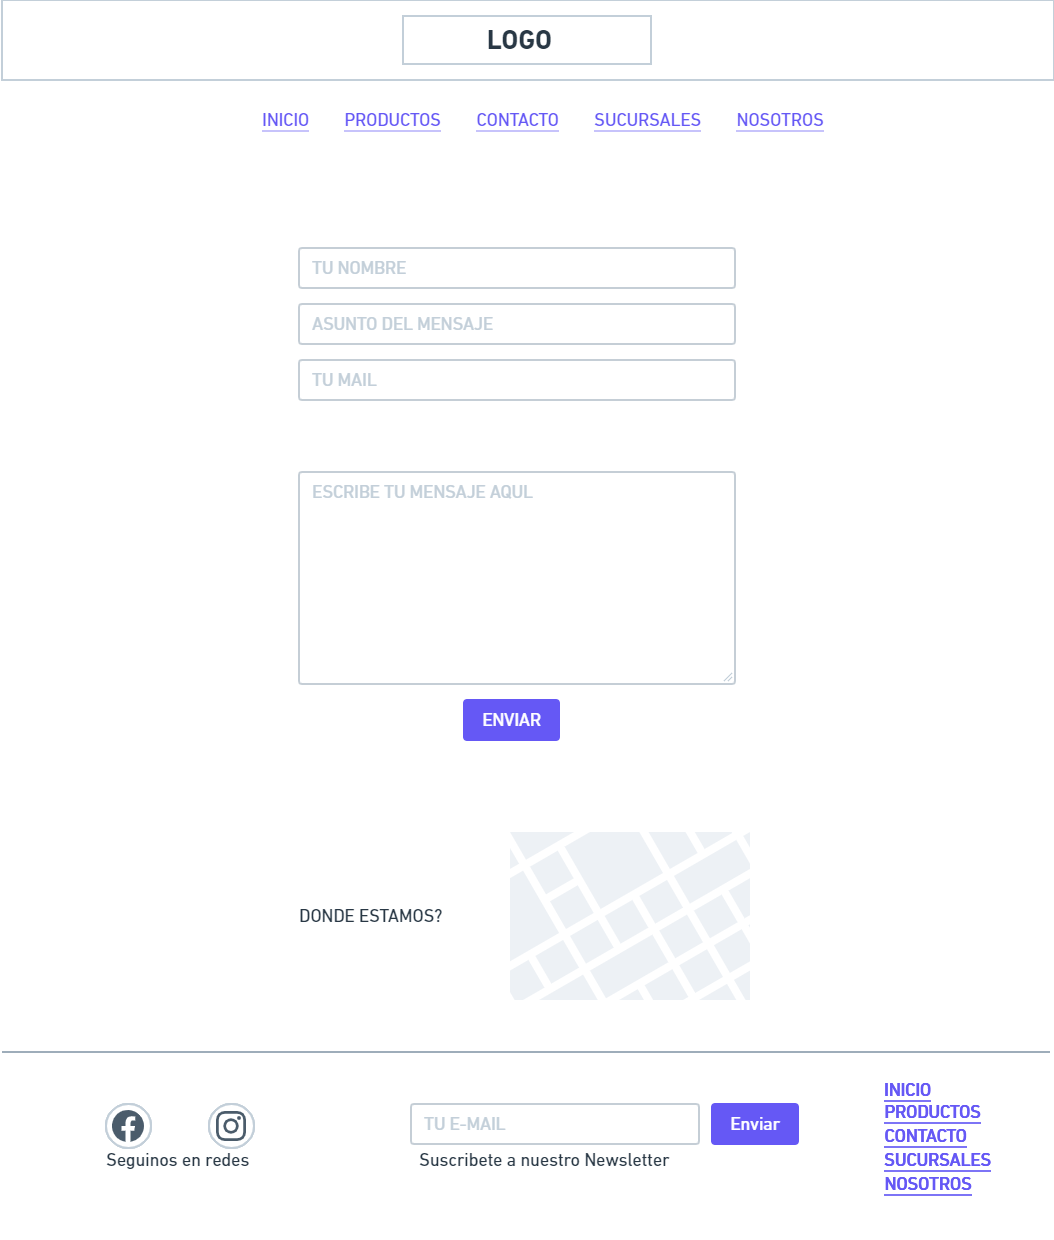 LOGO
INICIO PRODUCTOS CONTACTO SUCURSALES NOSOTROS
TU NOMBRE
ASUNTO DEL MENSAJE
TU MAIL
ESCRIBE TU MENSAJE AQUL
ENVIAR
DONDE ESTAMOS?
TU E-MAIL Enviar
Seguinos en redes
Suscribete a nuestro Newsletter
INICIO
PRODUCTOS
CONTACTO
SUCURSALES
NOSOTROS